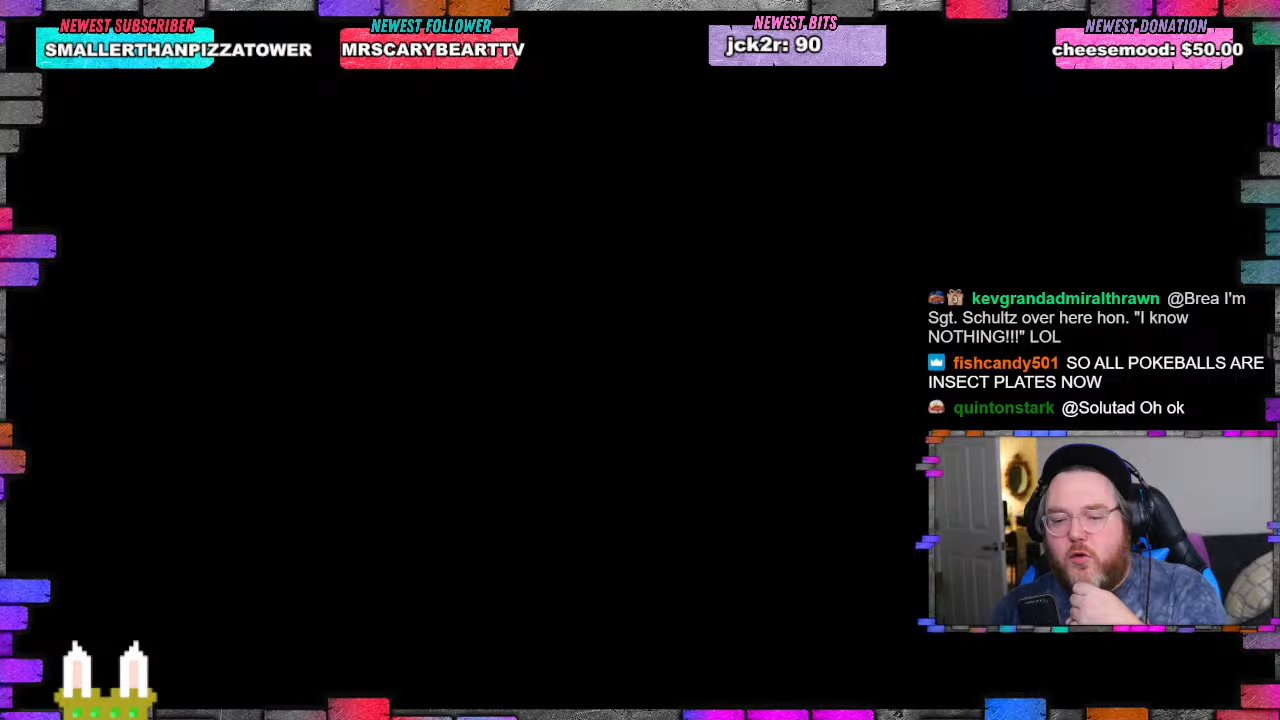 NEWEST SUBSCRIBER
SMALLERTHANPIZZATOWER
NEWEST FOLLOWER
MRSCARYBEARTTV
NEWEST BITS
jck2r: 90
NEWEST DONATION
cheesemood: $50.00
kevgrandadmiralthrawn @Brea I'm
Sgt. Schultz over here hon. "I know
NOTHING!!!" LOL
fishcandy501 SO ALL POKEBALLS ARE
INSECT PLATES NOW
quintonstark @Solutad Oh ok